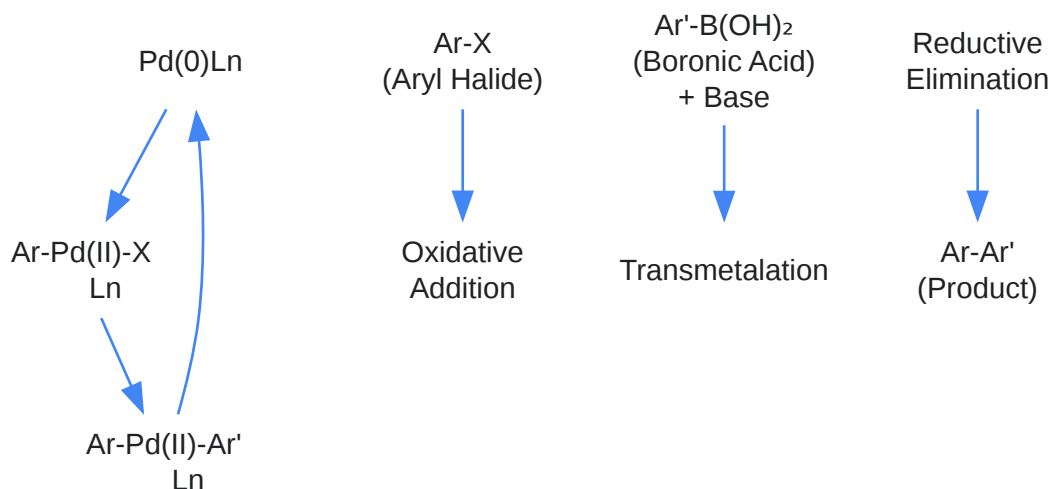 Pd(0)Ln
Ar-Pd(II)-X
Ln
Ar-Pd(II)-Ar'
Ln
Ar-X
(Aryl Halide)
Oxidative
Addition
Ar'-B(OH)₂
(Boronic Acid)
+ Base
Transmetalation
Reductive
Elimination
Ar-Ar'
(Product)